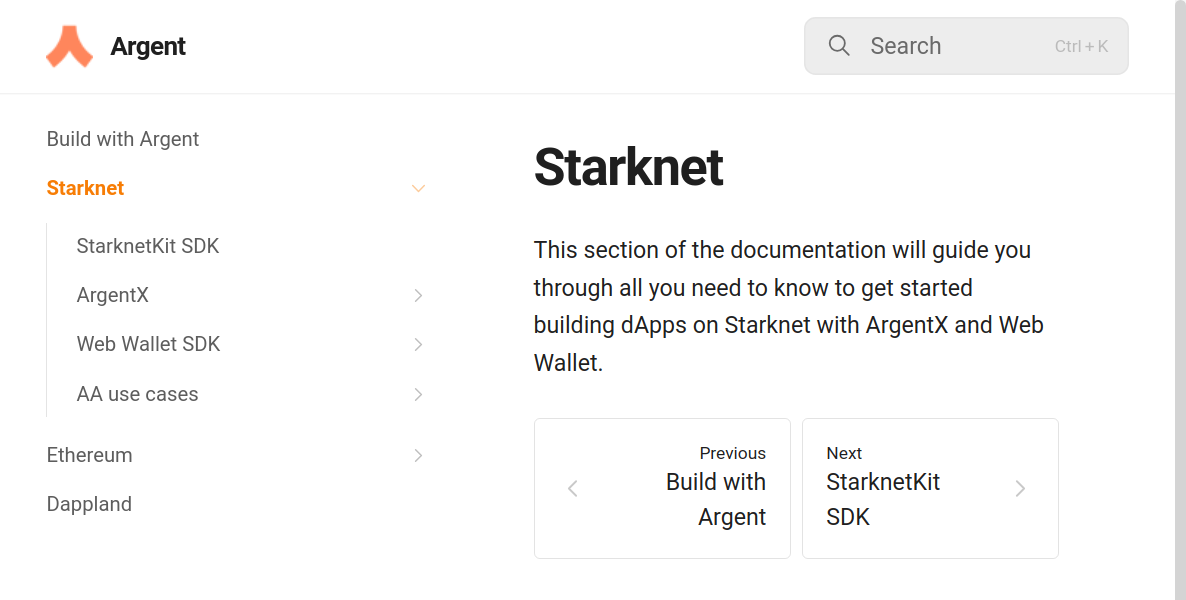 Argent
Search
Ctrl + K
Build with Argent
Starknet
StarknetKit SDK
ArgentX
Web Wallet SDK
AA use cases
Ethereum
Dappland
Starknet
This section of the documentation will guide you
through all you need to know to get started
building dApps on Starknet with ArgentX and Web
Wallet.
Previous
Build with
Argent
Next
StarknetKit
SDK